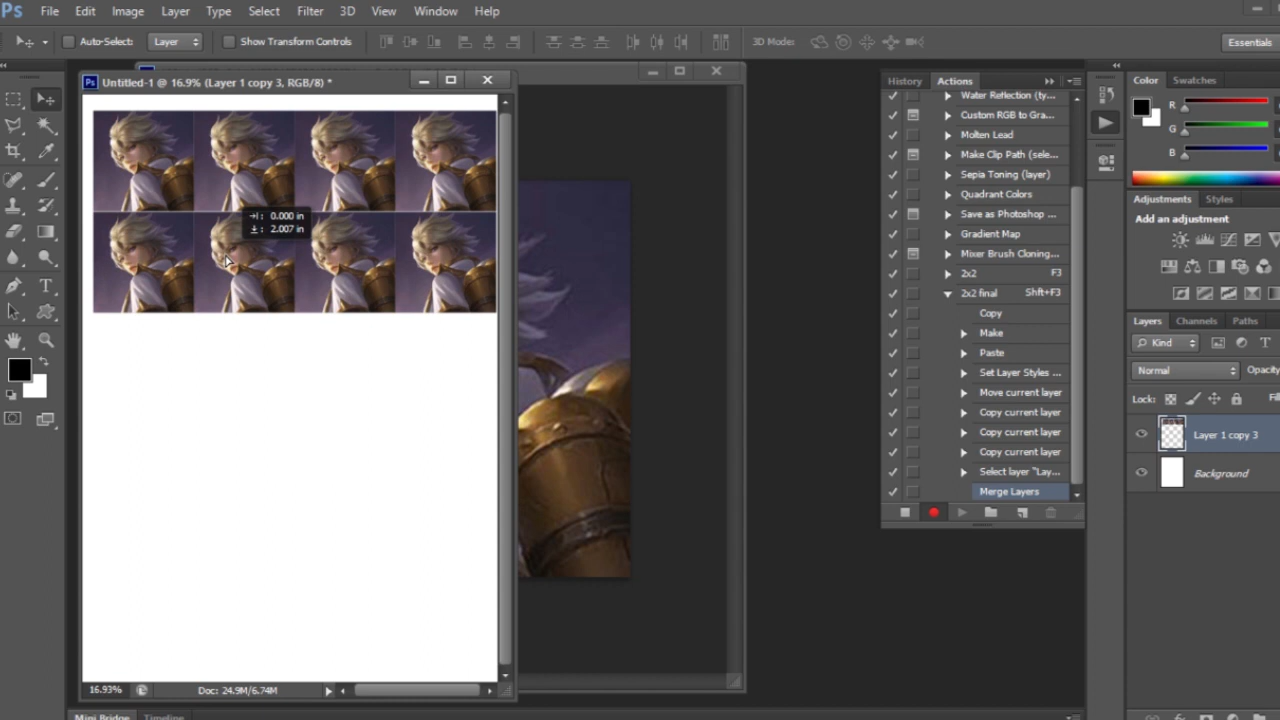 Ps File Edit Image Layer Type Select Filter 3D View Window Help
Auto-Select: Layer Show Transform Controls 3D Mode: Essentials
Ps Untitled-1 @ 16.9% (Layer 1 copy 3, RGB/8) *
History Actions
Water Reflection (ty...
Custom RGB to Gra...
Molten Lead
Make Clip Path (sele...
Sepia Toning (layer)
Quadrant Colors
Save as Photoshop ...
Gradient Map
Mixer Brush Cloning...
2x2 F3
2x2 final Shft+F3
Copy
Make
Paste
Set Layer Styles ...
Move current layer
Copy current layer
Copy current layer
Copy current layer
Select layer "Lay...
Merge Layers
Color Swatches
R
G
B
Adjustments Styles
Add an adjustment
Layers Channels Paths
Kind
Normal Opacity
Lock:
Layer 1 copy 3
Background
0.000 in
2.007 in
16.93% Doc: 24.9M/6.74M
Mini Bridge Timeline